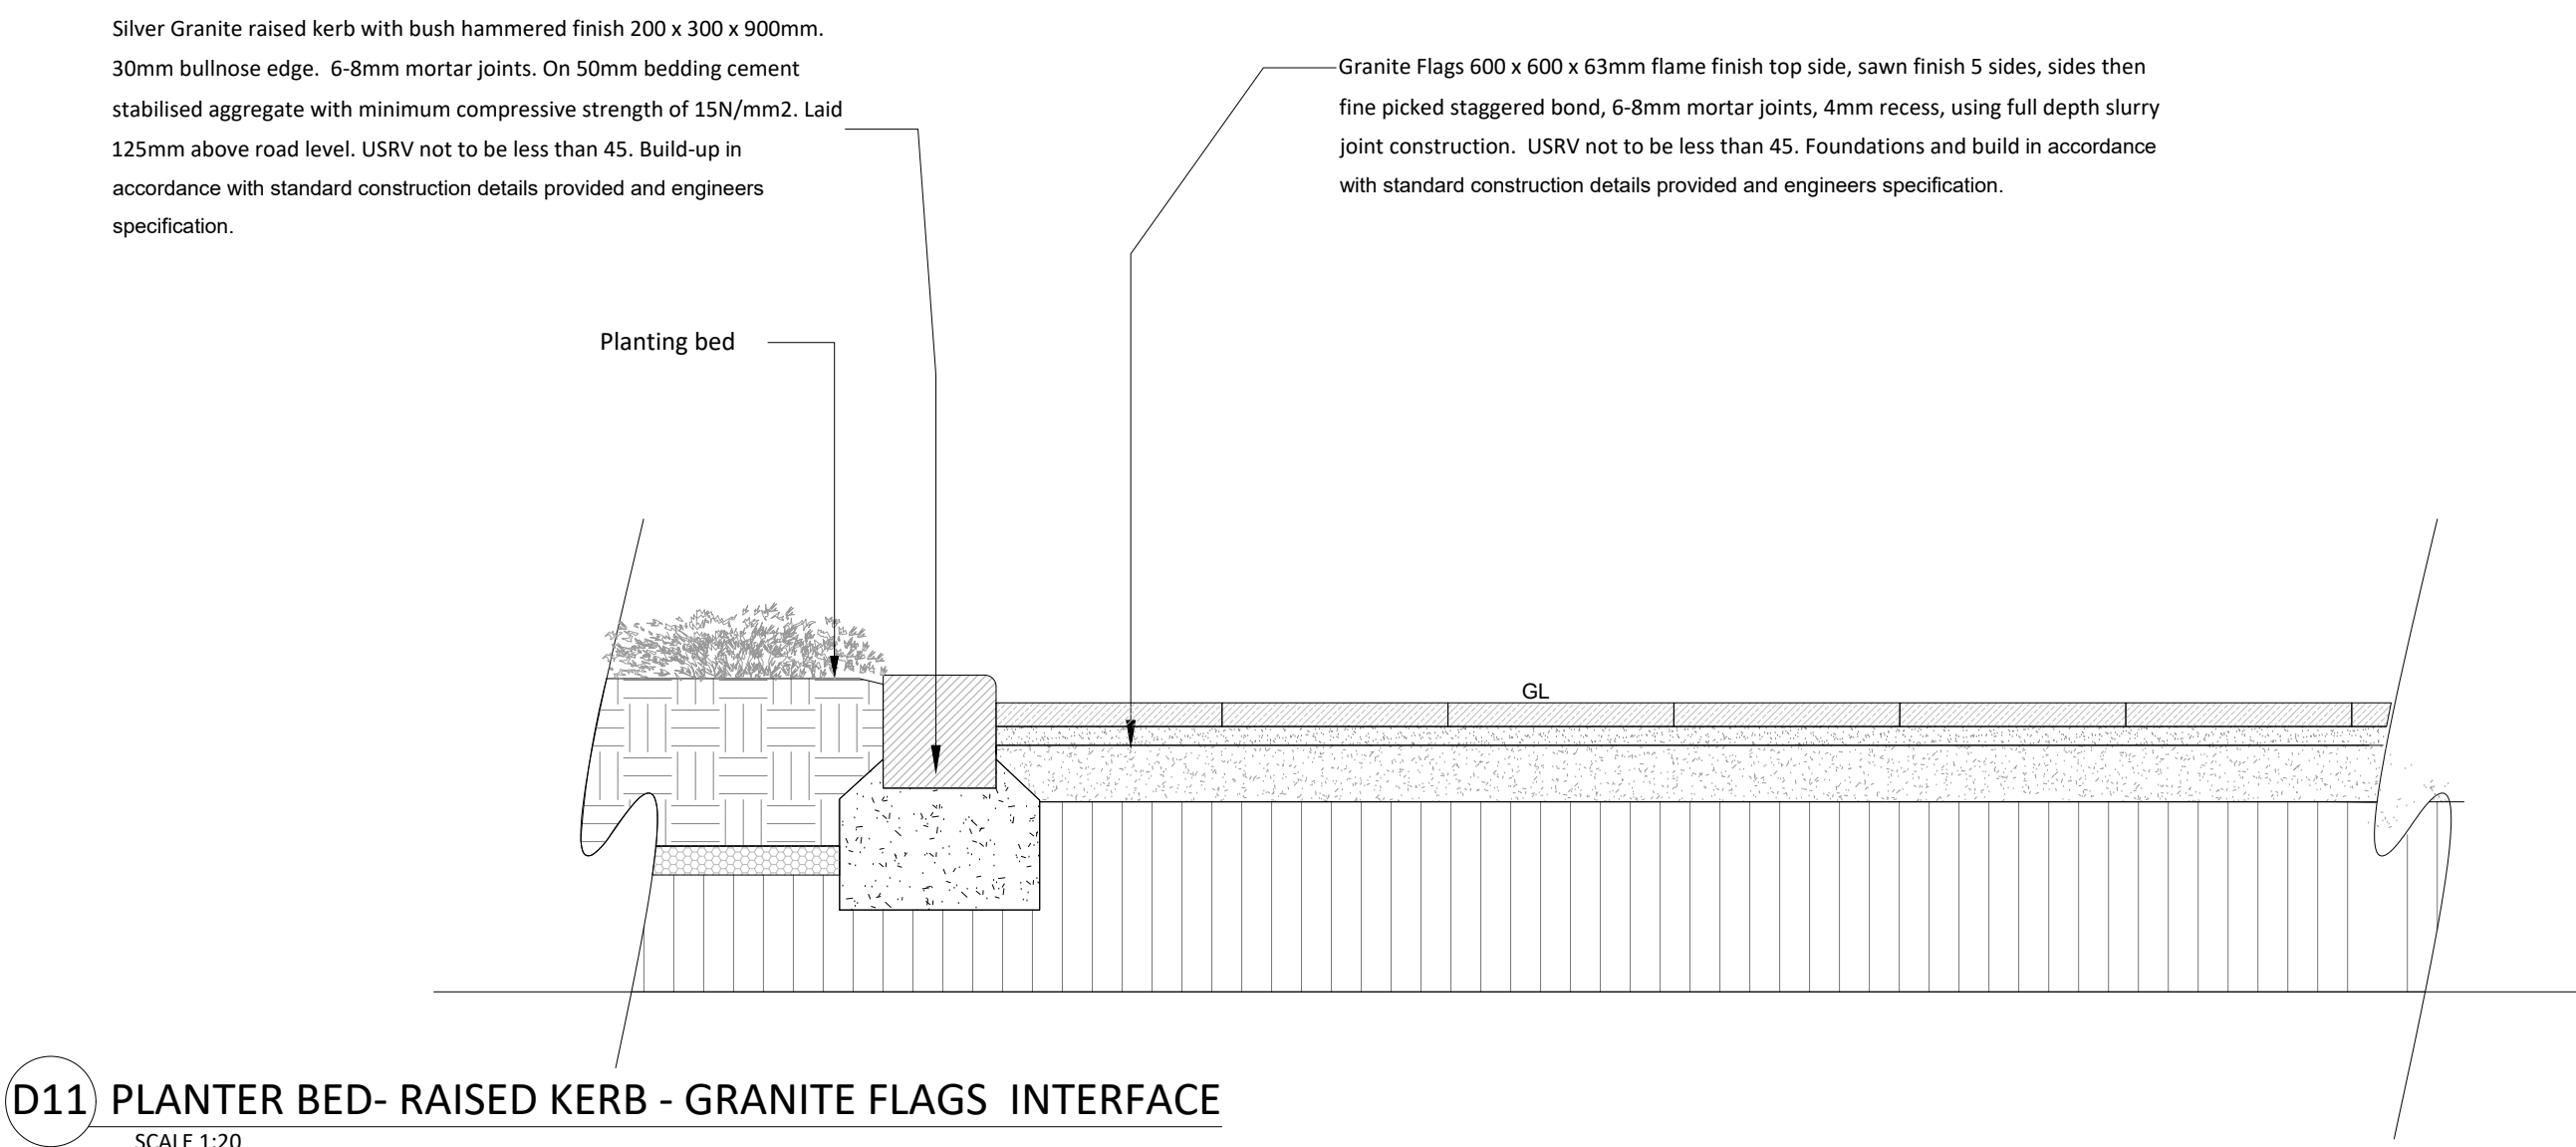 Silver Granite raised kerb with bush hammered finish 200 x 300 x 900mm.
30mm bullnose edge.  6-8mm mortar joints. On 50mm bedding cement
stabilised aggregate with minimum compressive strength of 15N/mm2. Laid
125mm above road level. USRV not to be less than 45. Build-up in
accordance with standard construction details provided and engineers
specification.
Granite Flags 600 x 600 x 63mm flame finish top side, sawn finish 5 sides, sides then
fine picked staggered bond, 6-8mm mortar joints, 4mm recess, using full depth slurry
joint construction.  USRV not to be less than 45. Foundations and build in accordance
with standard construction details provided and engineers specification.
Planting bed
GL
D11 PLANTER BED- RAISED KERB - GRANITE FLAGS  INTERFACE
SCALE 1:20